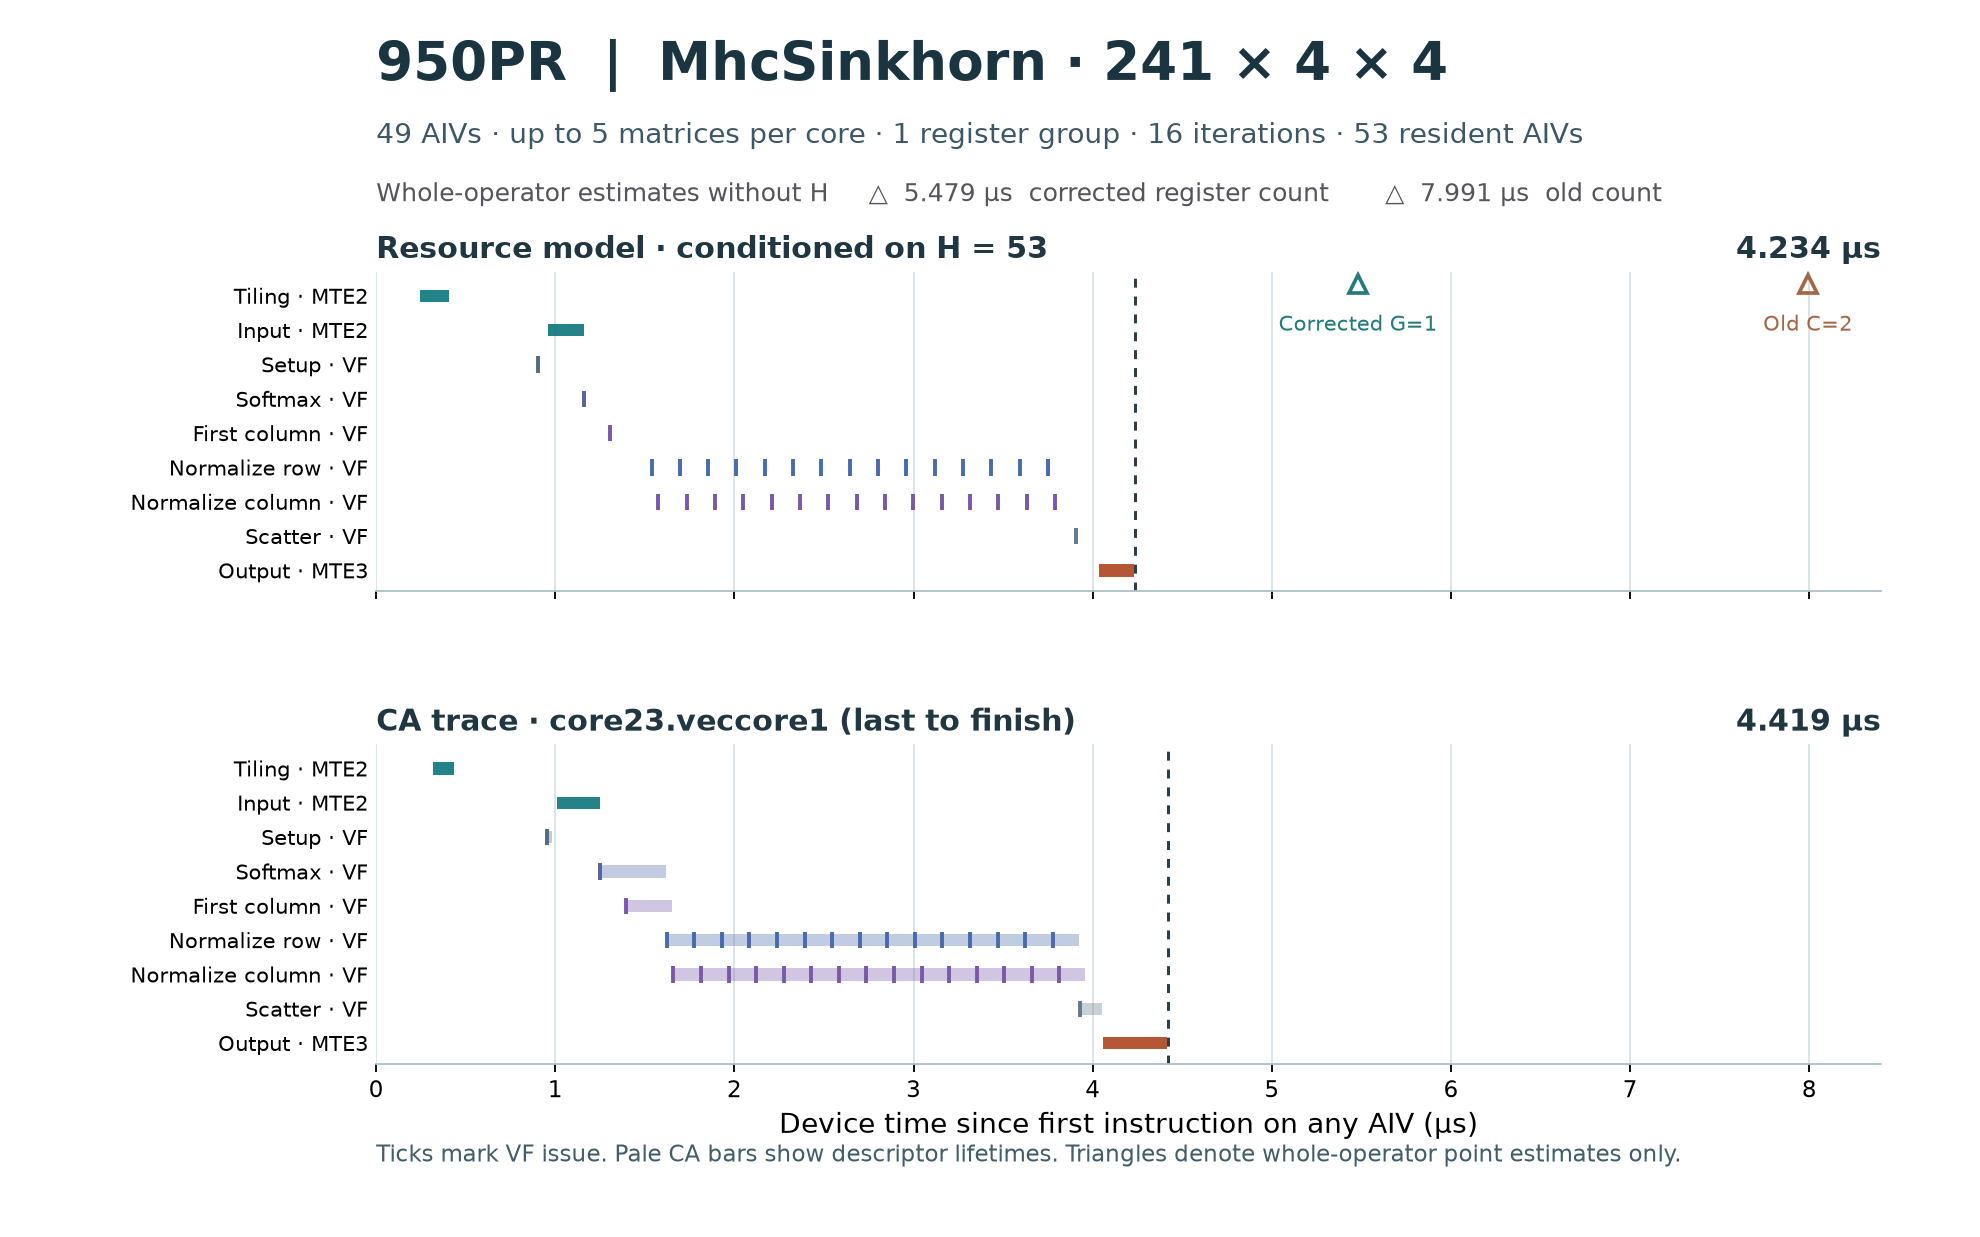 950PR | MhcSinkhorn · 241 × 4 × 4
49 AIVs · up to 5 matrices per core · 1 register group · 16 iterations · 53 resident AIVs
Whole-operator estimates without H △ 5.479 µs corrected register count △ 7.991 µs old count
Resource model · conditioned on H = 53 4.234 µs
Tiling · MTE2
Input · MTE2
Corrected G=1 Old C=2
Setup · VF
Softmax · VF
First column · VF
Normalize row · VF
Normalize column · VF
Scatter · VF
Output · MTE3
CA trace · core23.veccore1 (last to finish) 4.419 µs
Tiling · MTE2
Input · MTE2
Setup · VF
Softmax · VF
First column · VF
Normalize row · VF
Normalize column · VF
Scatter · VF
Output · MTE3
0 1 2 3 4 5 6 7 8
Device time since first instruction on any AIV (µs)
Ticks mark VF issue. Pale CA bars show descriptor lifetimes. Triangles denote whole-operator point estimates only.